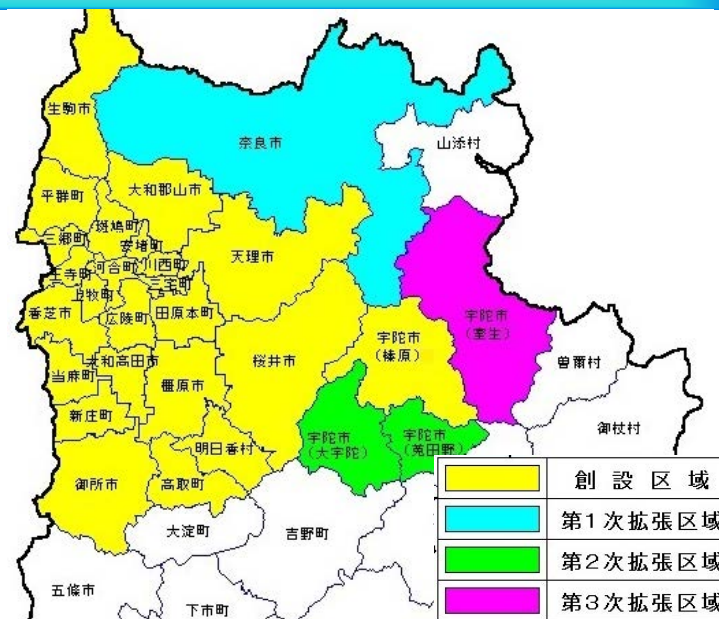 生駒市
奈良市
山添村
平群町
大和郡山市
斑鳩町
三郷町
安堵町
天理市
王寺町
河合町
川西町
三宅町
上牧町
香芝市
広陵町
田原本町
宇陀市
(室生)
宇陀市
(榛原)
大和高田市
桜井市
曽爾村
当麻町
橿原市
新庄町
御杖村
明日香村
宇陀市
(大宇陀)
宇陀市
(菟田野)
御所市
高取町
大淀町
吉野町
五條市
下市町
創設区域
第1次拡張区域
第2次拡張区域
第3次拡張区域